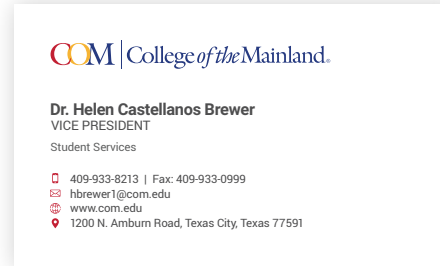 COM College of the Mainland®
Dr. Helen Castellanos Brewer
VICE PRESIDENT
Student Services
409-933-8213 | Fax: 409-933-0999
hbrewer1@com.edu
www.com.edu
1200 N. Amburn Road, Texas City, Texas 77591